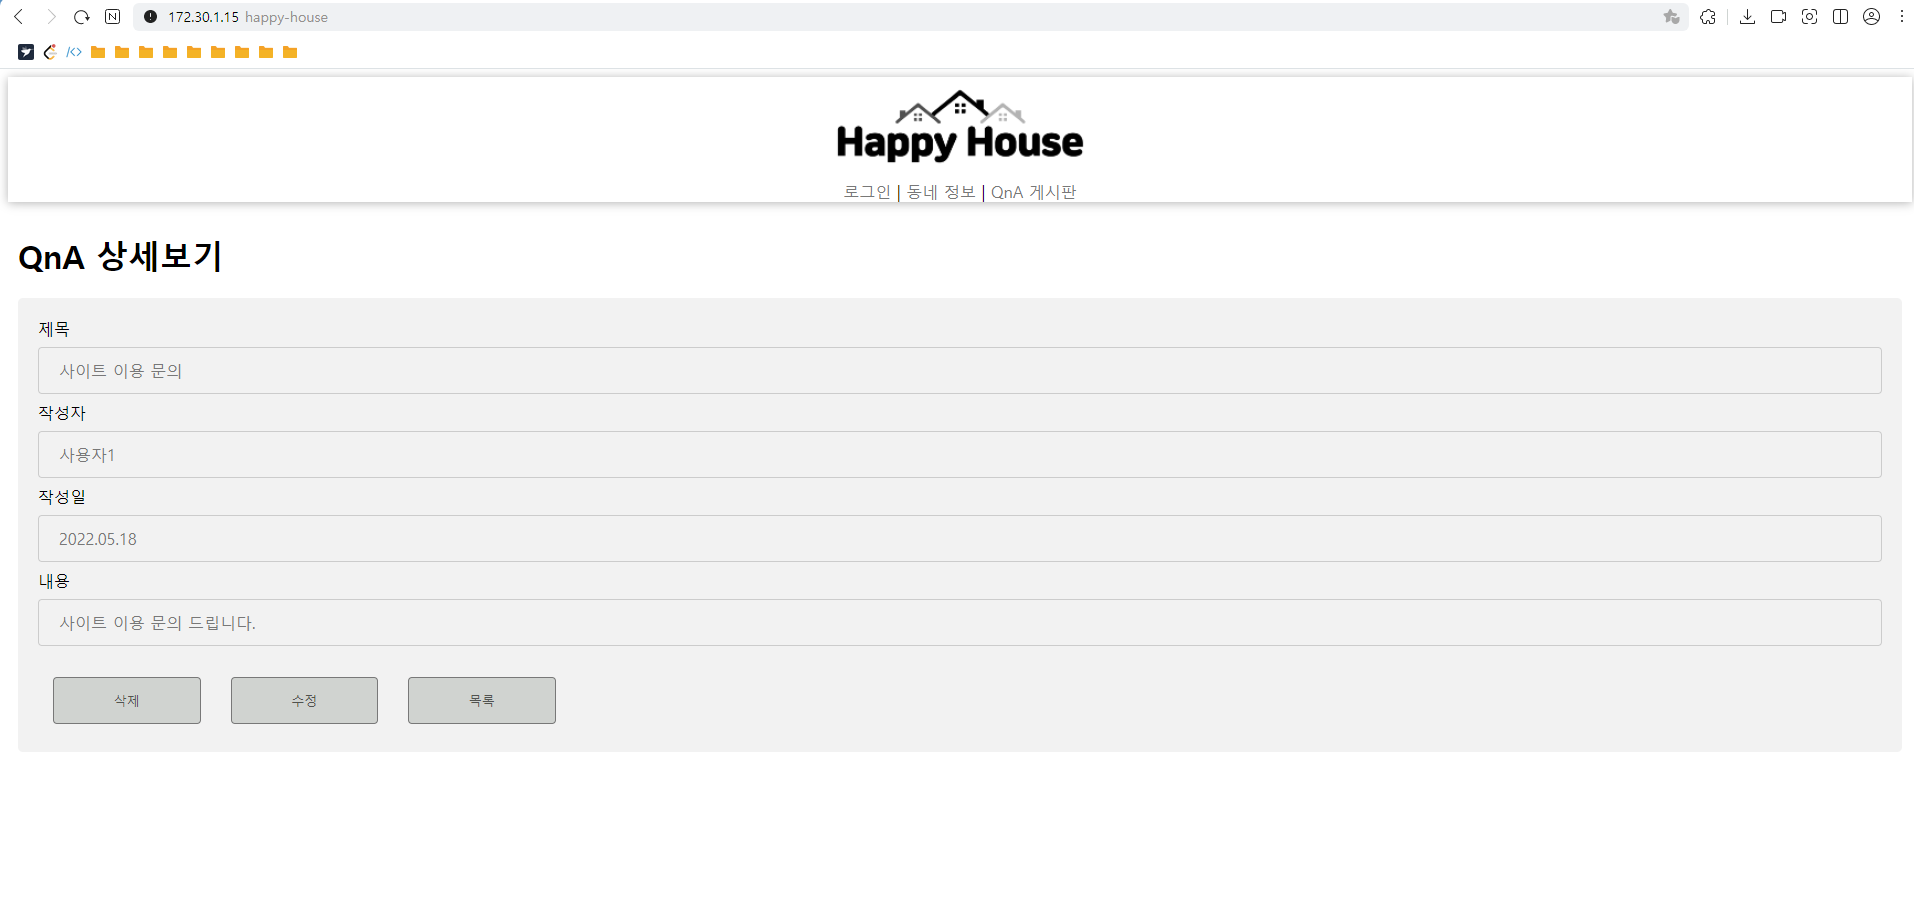 172.30.1.15 happy-house
Happy House
로그인 | 동네 정보 | QnA 게시판
QnA 상세보기
제목
사이트 이용 문의
작성자
사용자1
작성일
2022.05.18
내용
사이트 이용 문의 드립니다.
삭제 수정 목록